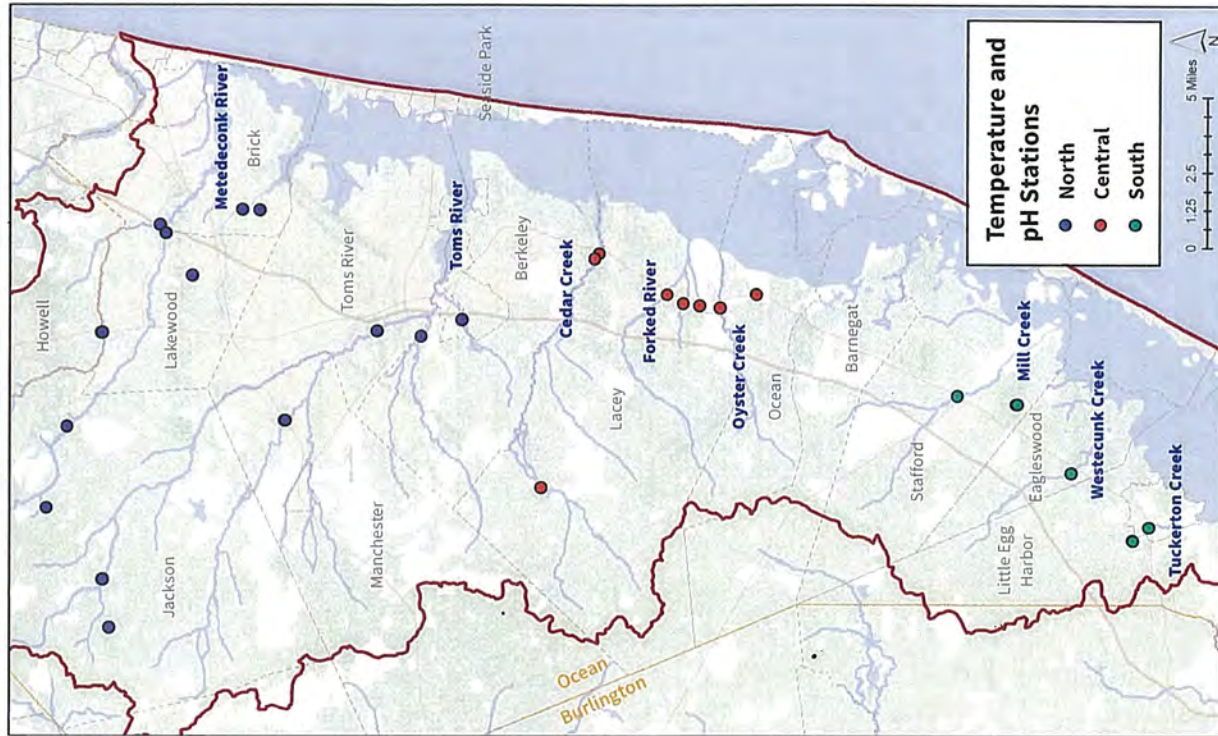 Howell
Metedeconk River
Brick
Lakewood
Jackson
Toms River
Toms River
Seaside Park
Manchester
Berkeley
Cedar Creek
Lacey
Forked River
Oyster Creek
Ocean
Barnegat
Ocean
Burlington
Stafford
Mill Creek
Eagleswood
Westecunk Creek
Little Egg
Harbor
Tuckerton Creek
Temperature and
pH Stations
North
Central
South
0 1.25 2.5 5 Miles
N